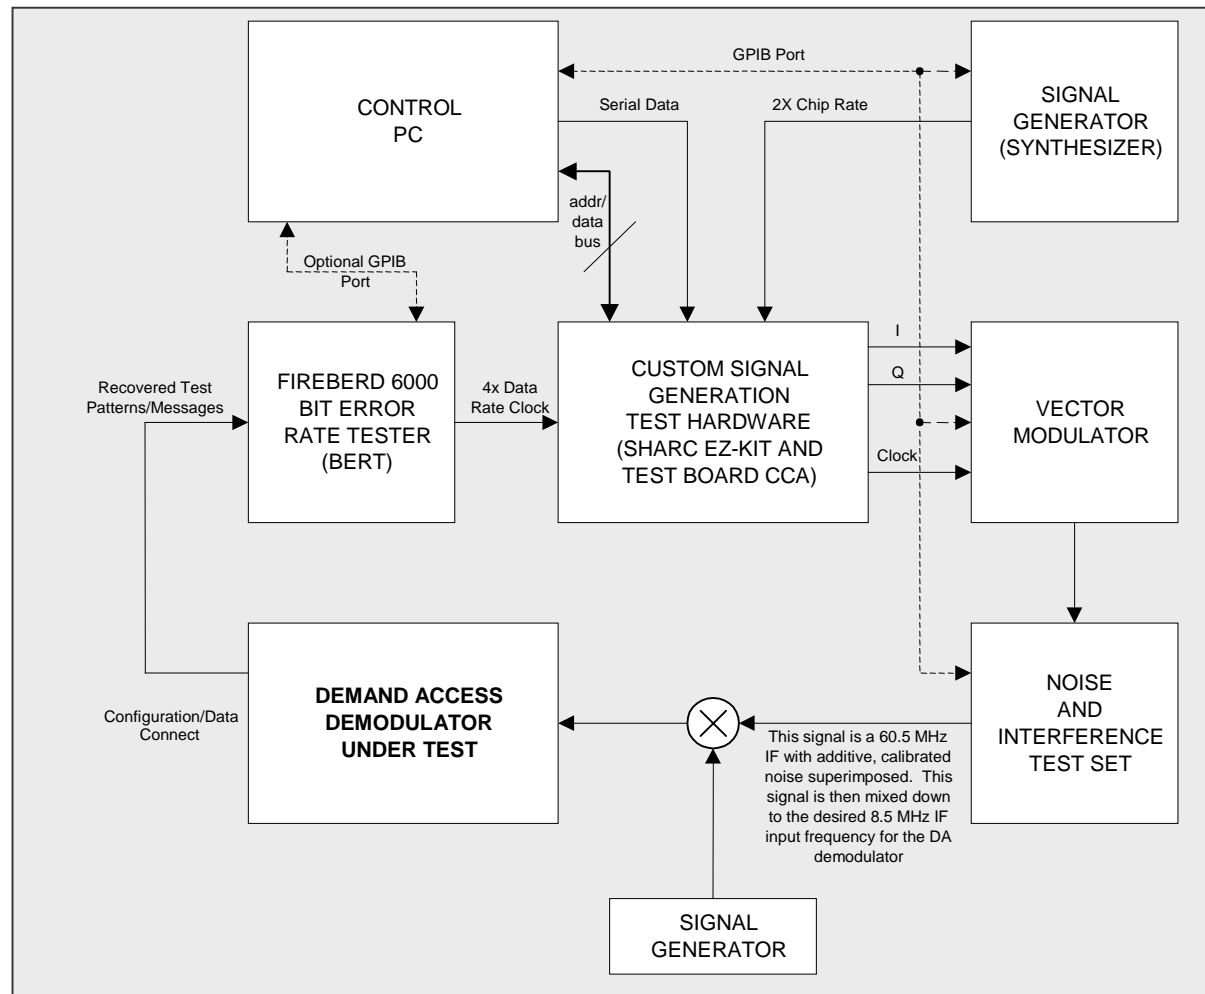 CONTROL
PC
GPIB Port
Serial Data
2X Chip Rate
SIGNAL
GENERATOR
(SYNTHESIZER)
addr/
data
bus
Optional GPIB
Port
Recovered Test
Patterns/Messages
FIREBERD 6000
BIT ERROR
RATE TESTER
(BERT)
4x Data
Rate Clock
CUSTOM SIGNAL
GENERATION
TEST HARDWARE
(SHARC EZ-KIT AND
TEST BOARD CCA)
I
Q
Clock
VECTOR
MODULATOR
Configuration/Data
Connect
DEMAND ACCESS
DEMODULATOR
UNDER TEST
This signal is a 60.5 MHz
IF with additive, calibrated
noise superimposed. This
signal is then mixed down
to the desired 8.5 MHz IF
input frequency for the DA
demodulator
NOISE
AND
INTERFERENCE
TEST SET
SIGNAL
GENERATOR